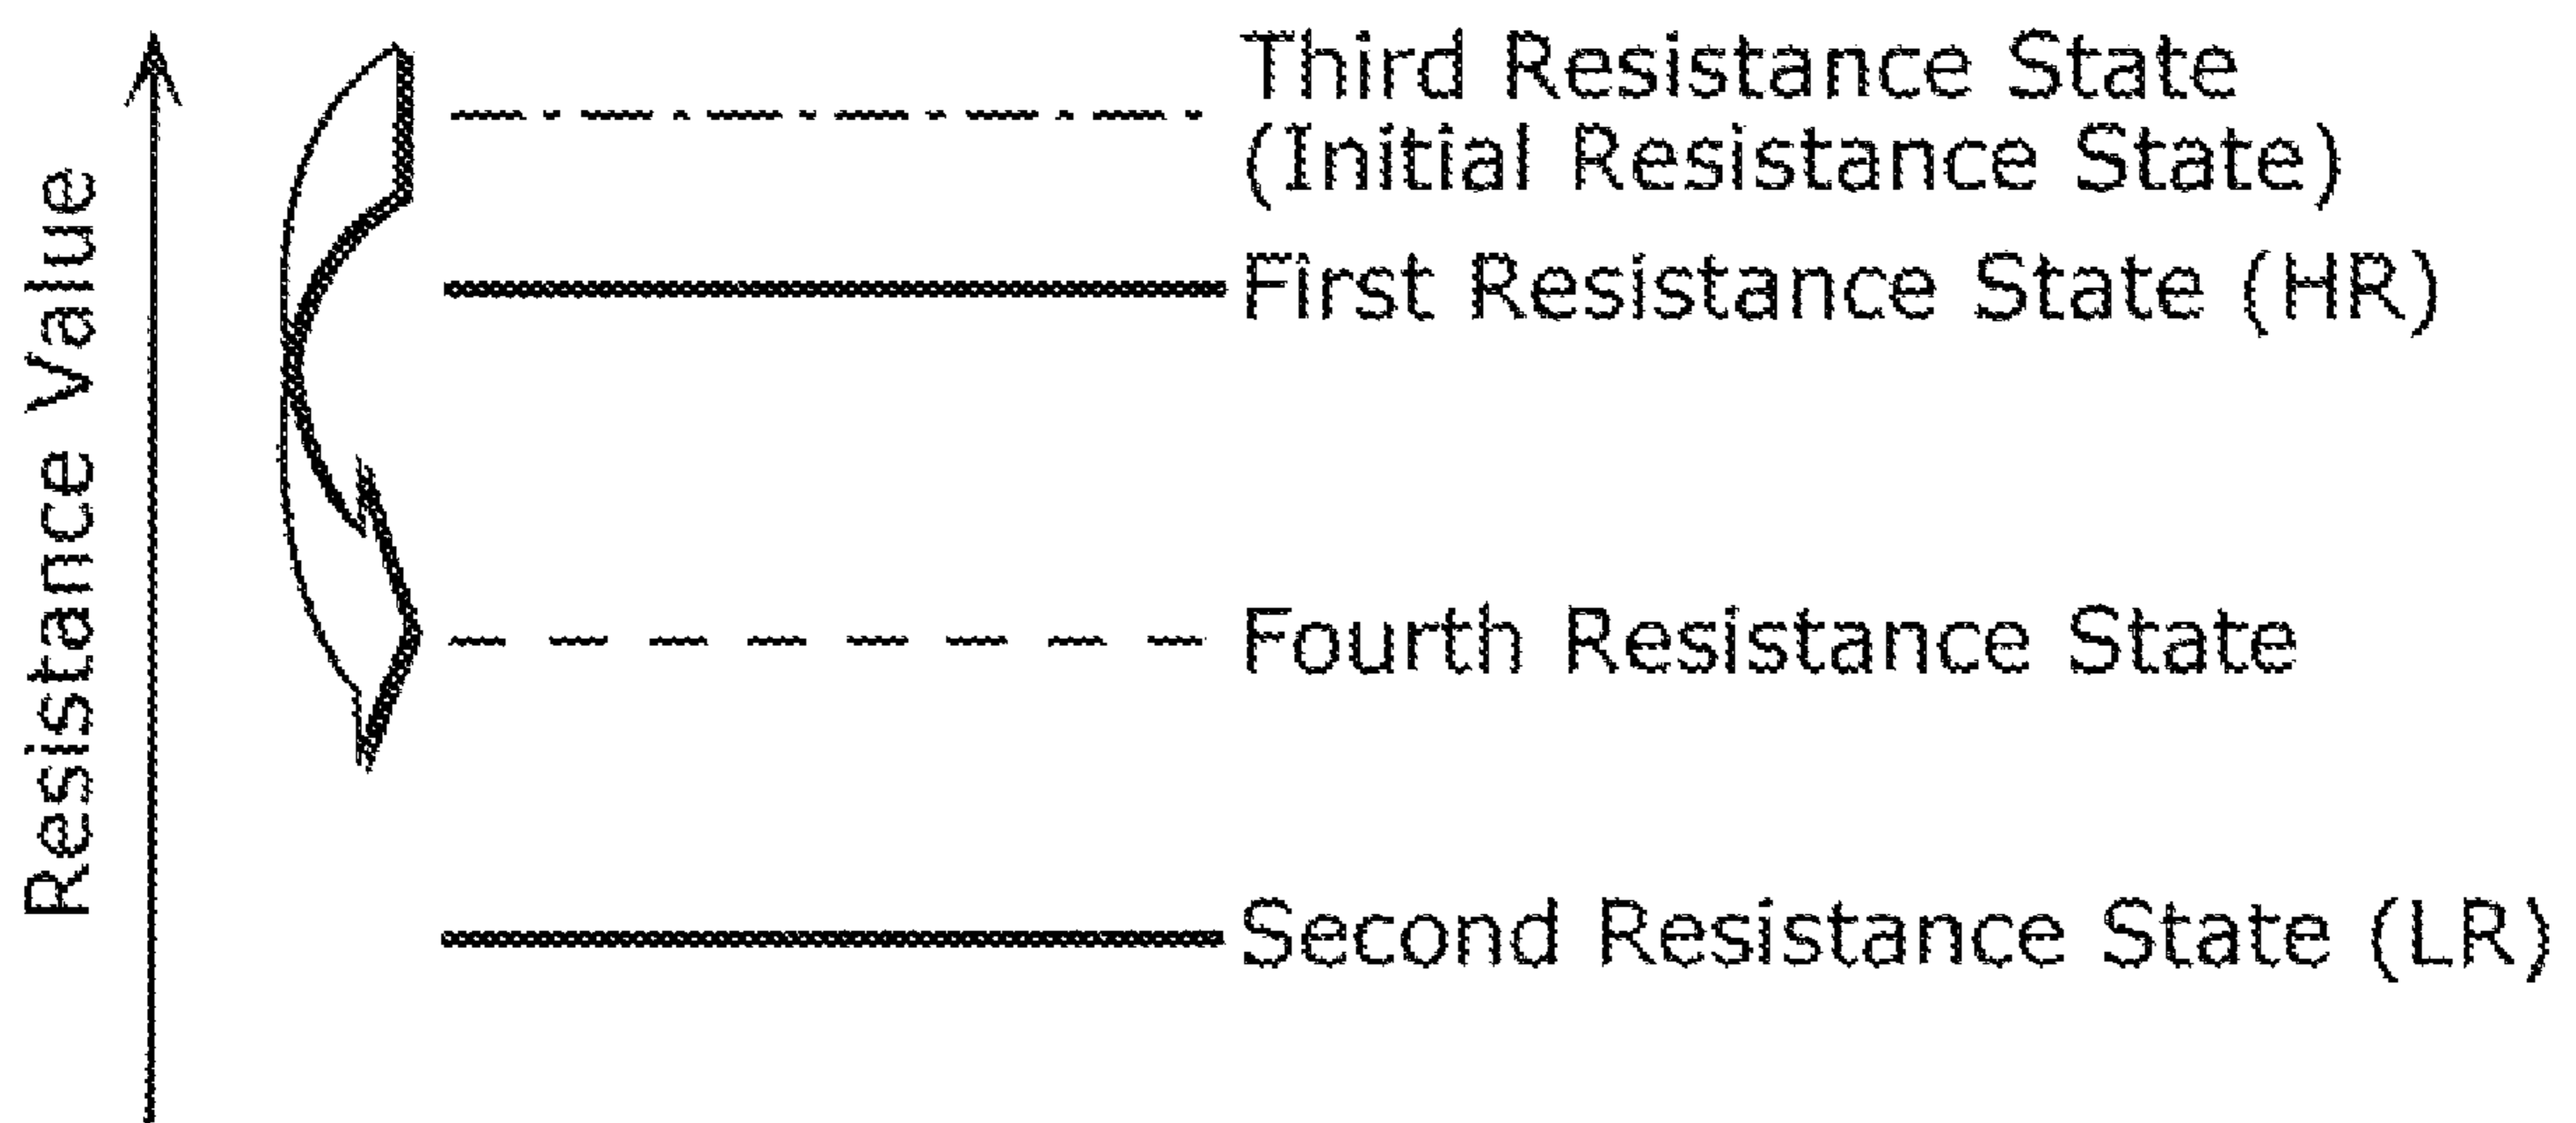 Resistance Value
Third Resistance State
(Initial Resistance State)
First Resistance State (HR)
Fourth Resistance State
Second Resistance State (LR)